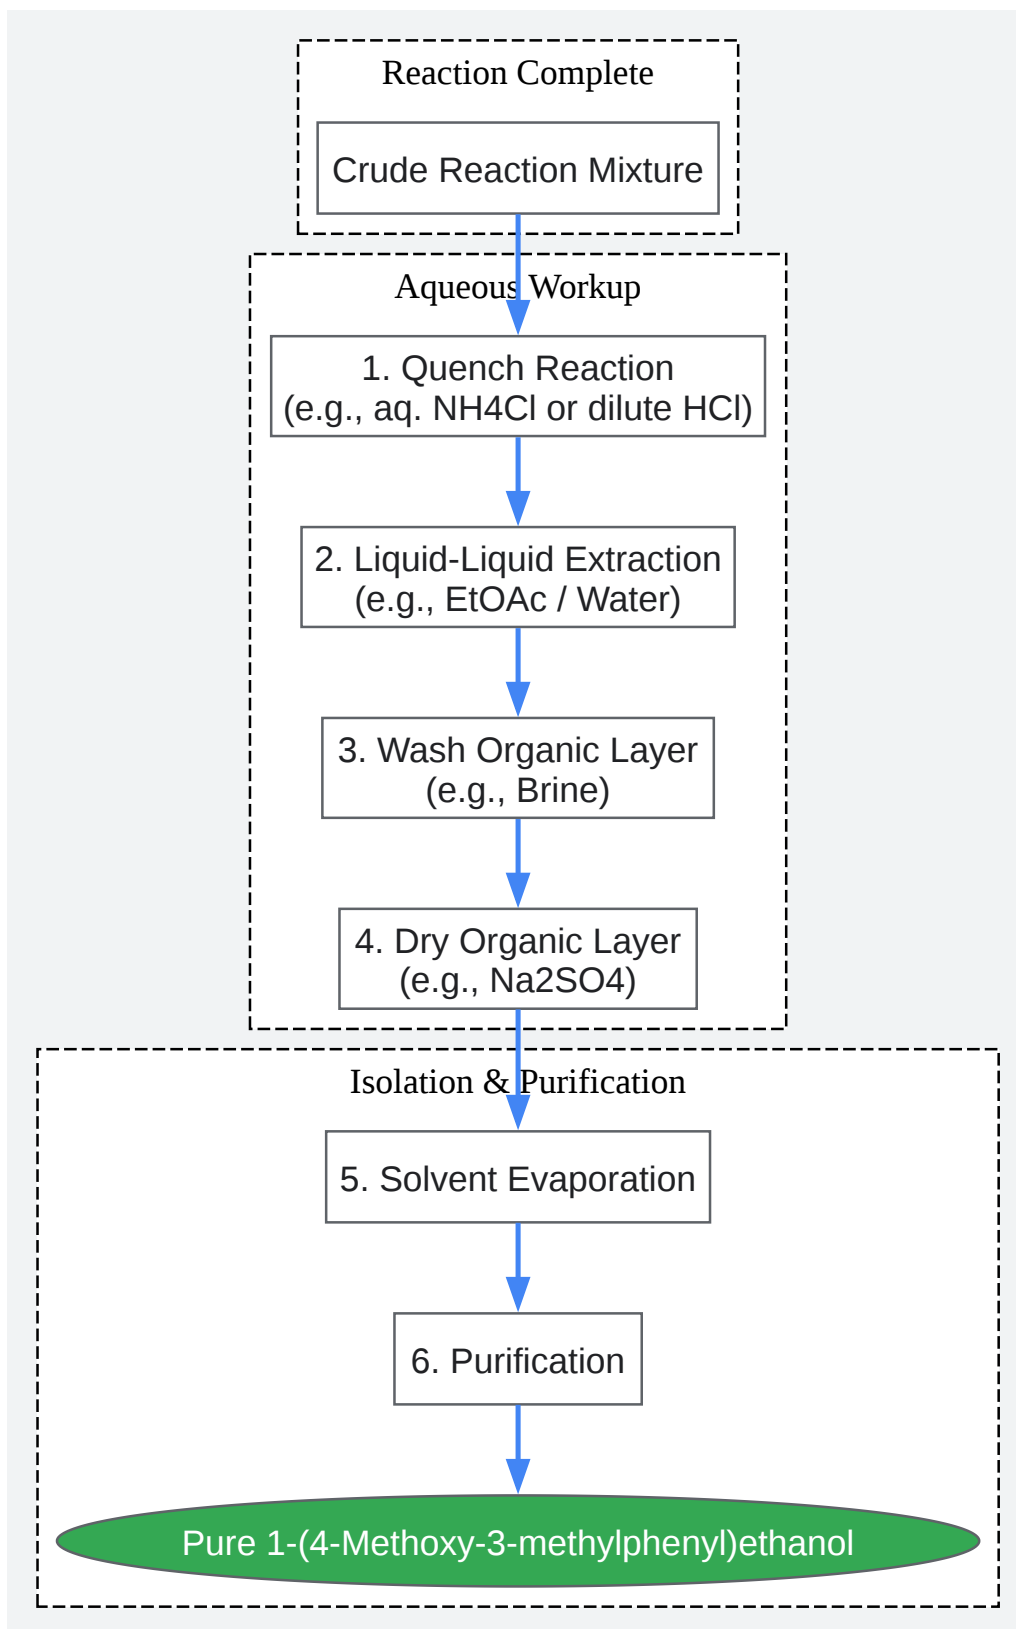 Reaction Complete
Crude Reaction Mixture
Aqueous Workup
1. Quench Reaction
(e.g., aq. NH4Cl or dilute HCl)
2. Liquid-Liquid Extraction
(e.g., EtOAc / Water)
3. Wash Organic Layer
(e.g., Brine)
4. Dry Organic Layer
(e.g., Na2SO4)
Isolation & Purification
5. Solvent Evaporation
6. Purification
Pure 1-(4-Methoxy-3-methylphenyl)ethanol